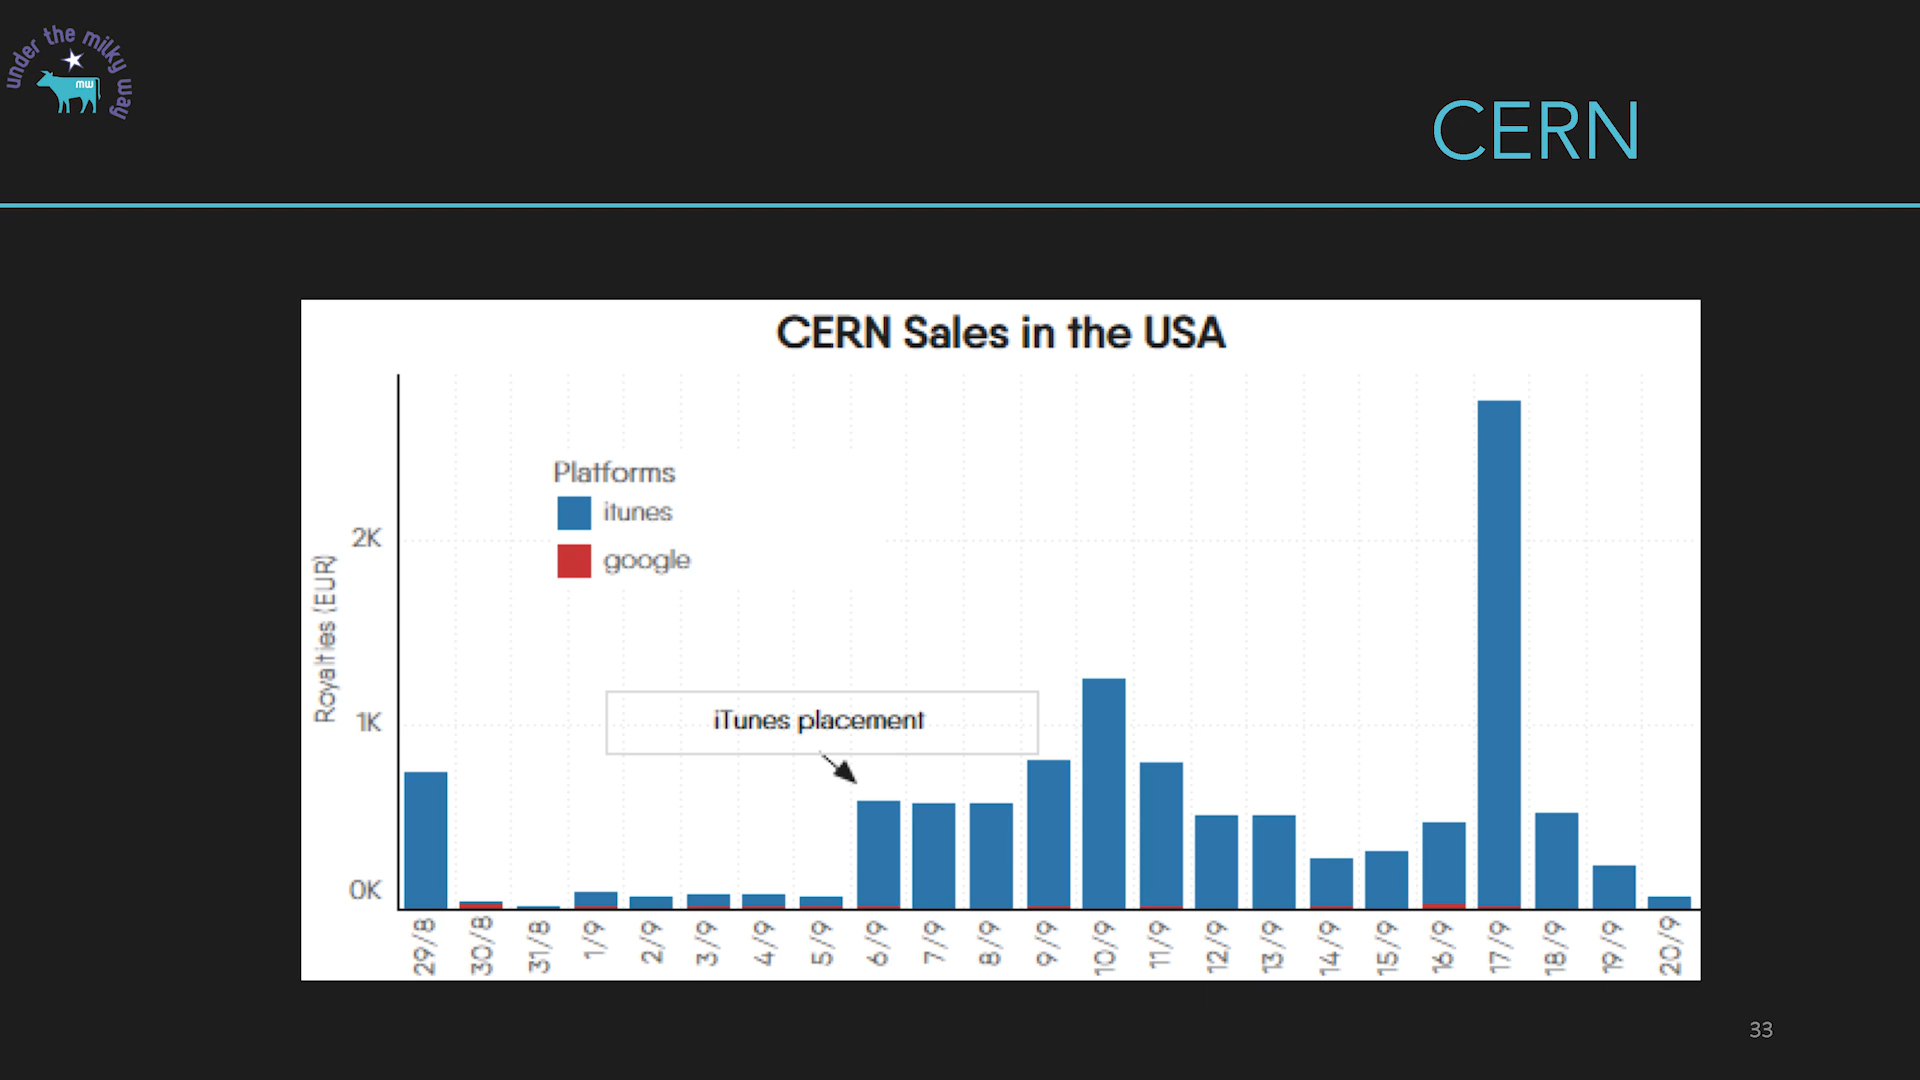 under the milky way
mw
CERN
CERN Sales in the USA
Platforms
itunes
google
Royalties (EUR)
2K
1K
0K
iTunes placement
29/8
30/8
31/8
1/9
2/9
3/9
4/9
5/9
6/9
7/9
8/9
9/9
10/9
11/9
12/9
13/9
14/9
15/9
16/9
17/9
18/9
19/9
20/9
33